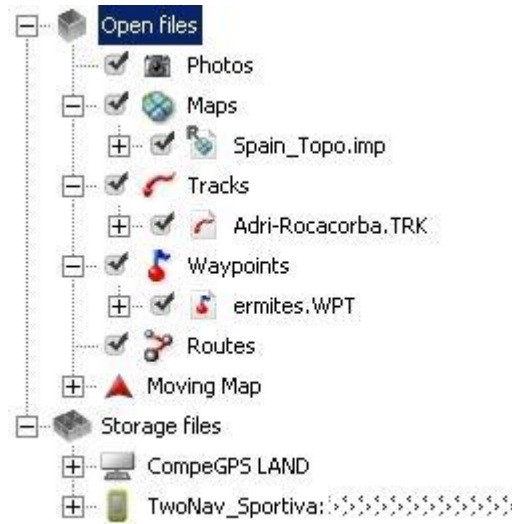 Open files
Photos
Maps
R
Spain_Topo.imp
Tracks
Adri-Rocacorba.TRK
Waypoints
ermites.WPT
Routes
Moving Map
Storage files
CompeGPS LAND
TwoNav_Sportiva: